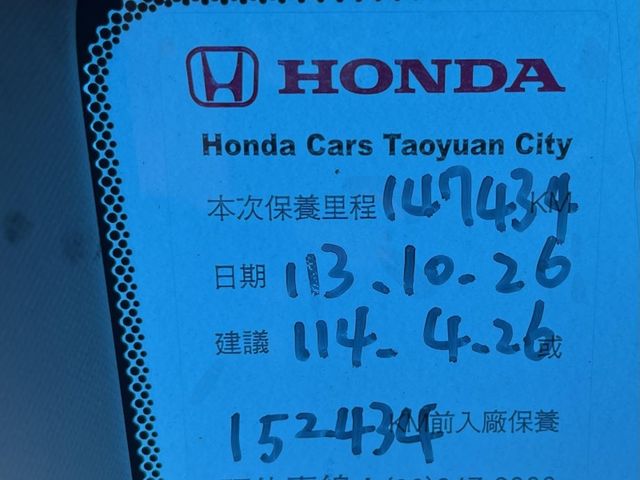 HONDA
Honda Cars Taoyuan City
本次保養里程 147434 KM
日期 113.10.26
建議 114.4.26 或
152434 KM前入廠保養